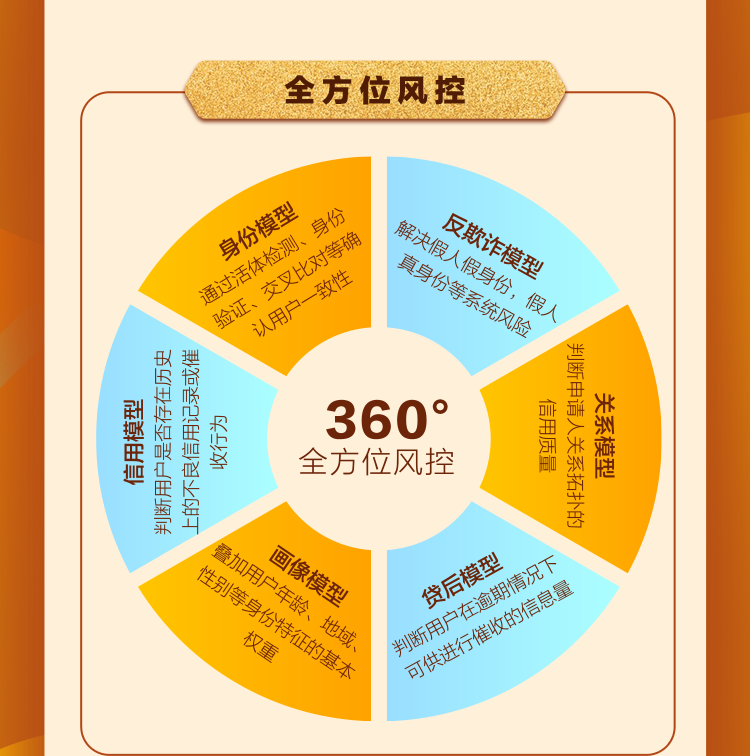 全方位风控
身份模型
通过活体检测、身份
验证、交叉比对等确
认用户一致性
反欺诈模型
解决假人假身份，假人
真身份等系统风险
关系模型
判断申请人关系拓扑的
信用质量
贷后模型
判断用户在逾期情况下
可供进行催收的信息量
画像模型
叠加用户年龄、地域、
性别等身份特征的基本
权重
信用模型
判断用户是否存在历史
上的不良信用记录或催
收行为
360°
全方位风控